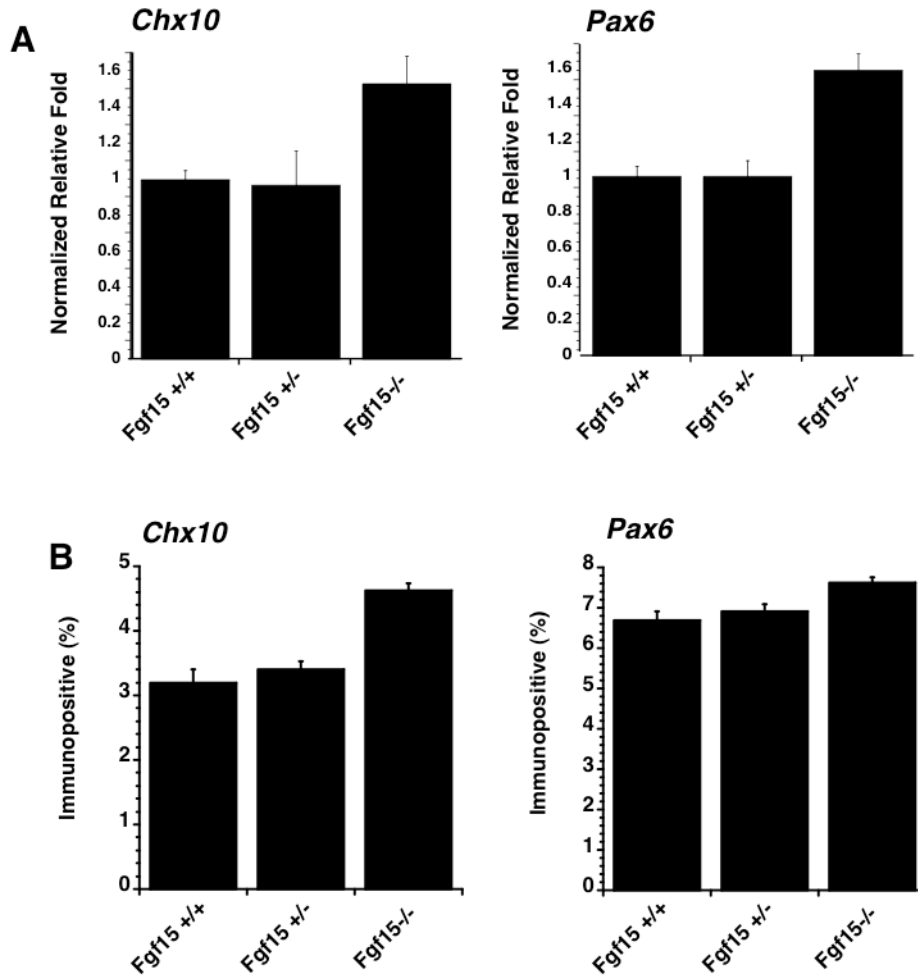 A
Chx10
Normalized Relative Fold
1.6
1.4
1.2
1
0.8
0.6
0.4
0.2
0
Fgf15 +/+
Fgf15 +/-
Fgf15-/-
Pax6
Normalized Relative Fold
1.6
1.4
1.2
1
0.8
0.6
0.4
0.2
0
Fgf15 +/+
Fgf15 +/-
Fgf15-/-
B
Chx10
Immunopositive (%)
5
4
3
2
1
0
Fgf15 +/+
Fgf15 +/-
Fgf15-/-
Pax6
Immunopositive (%)
8
7
6
5
4
3
2
1
0
Fgf15 +/+
Fgf15 +/-
Fgf15-/-